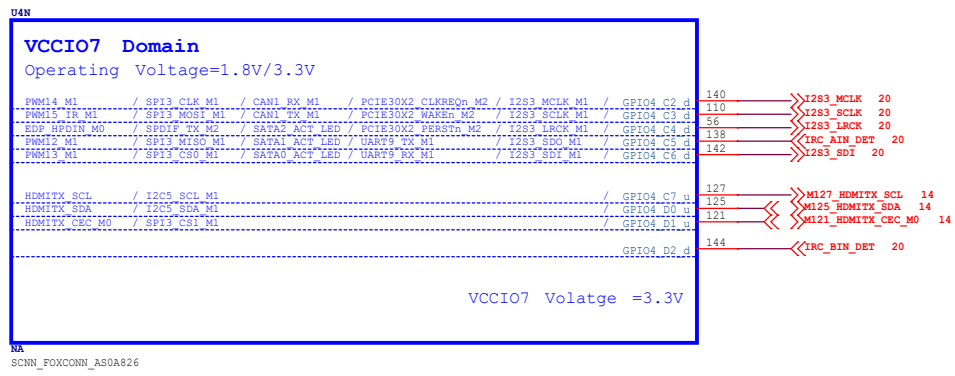 U4N
VCCIO7 Domain
Operating Voltage=1.8V/3.3V
PWM14_M1 / SPI3_CLK_M1 / CAN1_RX_M1 / PCIE30X2_CLKREQn_M2 / I2S3_MCLK_M1 / GPIO4_C2_d 140 I2S3_MCLK 20
PWM15_IR_M1 / SPI3_MOSI_M1 / CAN1_TX_M1 / PCIE30X2_WAKEn_M2 / I2S3_SCLK_M1 / GPIO4_C3_d 110 I2S3_SCLK 20
EDP_HPDIN_M0 / SPDIF_TX_M2 / SATA2_ACT_LED / PCIE30X2_PERSTn_M2 / I2S3_LRCK_M1 / GPIO4_C4_d 56 I2S3_LRCK 20
PWM12_M1 / SPI3_MISO_M1 / SATA1_ACT_LED / UART9_TX_M1 / I2S3_SDO_M1 / GPIO4_C5_d 138 IRC_AIN_DET 20
PWM13_M1 / SPI3_CS0_M1 / SATA0_ACT_LED / UART9_RX_M1 / I2S3_SDI_M1 / GPIO4_C6_d 142 I2S3_SDI 20
HDMITX_SCL / I2C5_SCL_M1 / GPIO4_C7_u 127 M127_HDMITX_SCL 14
HDMITX_SDA / I2C5_SDA_M1 / GPIO4_D0_u 125 M125_HDMITX_SDA 14
HDMITX_CEC_M0 / SPI3_CS1_M1 / GPIO4_D1_u 121 M121_HDMITX_CEC_M0 14
GPIO4_D2_d 144 IRC_BIN_DET 20
VCCIO7 Volatge =3.3V
NA
SCNN_FOXCONN_AS0A826